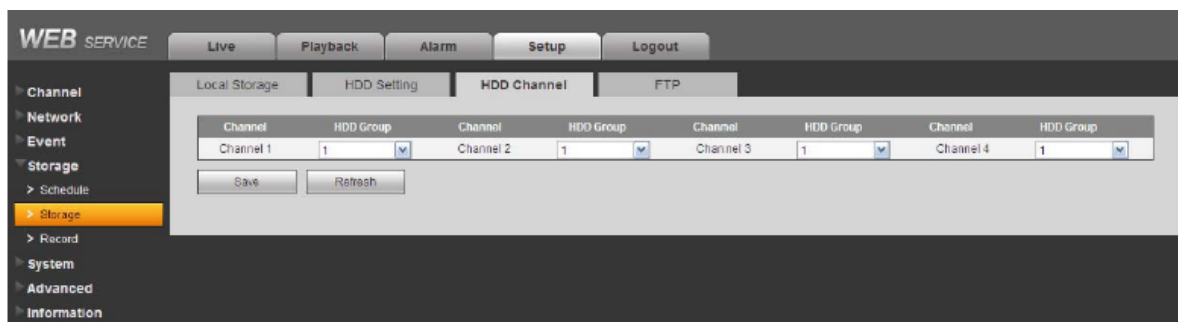 WEB SERVICE
Live Playback Alarm Setup Logout
Local Storage HDD Setting HDD Channel FTP
Channel
Network
Event
Storage
> Schedule
> Storage
> Record
System
Advanced
Information
Channel HDD Group Channel HDD Group Channel HDD Group Channel HDD Group
Channel 1 1 Channel 2 1 Channel 3 1 Channel 4 1
Save Refresh